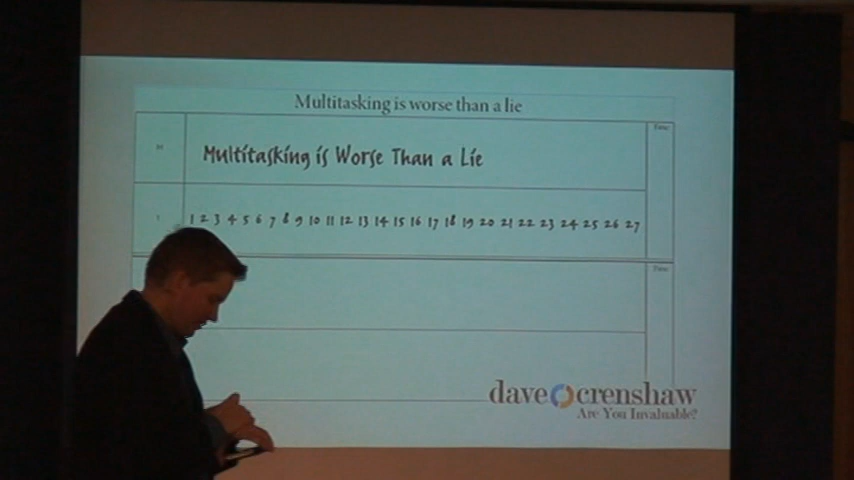 Multitasking is worse than a lie
Time:
M
Multitasking is Worse Than a Lie
1 2 3 4 5 6 7 8 9 10 11 12 13 14 15 16 17 18 19 20 21 22 23 24 25 26 27
Time:
dave crenshaw
Are You Invaluable?